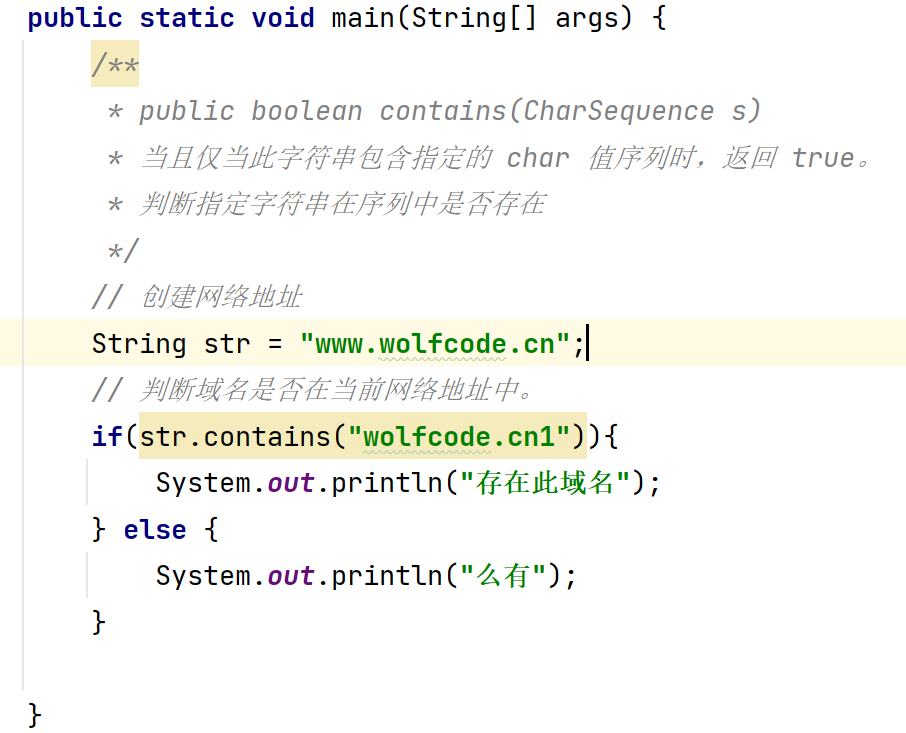 public static void main(String[] args) {
/**
* public boolean contains(CharSequence s)
* 当且仅当此字符串包含指定的 char 值序列时，返回 true。
* 判断指定字符串在序列中是否存在
*/
// 创建网络地址
String str = "www.wolfcode.cn";
// 判断域名是否在当前网络地址中。
if(str.contains("wolfcode.cn1")){
System.out.println("存在此域名");
} else {
System.out.println("么有");
}
}